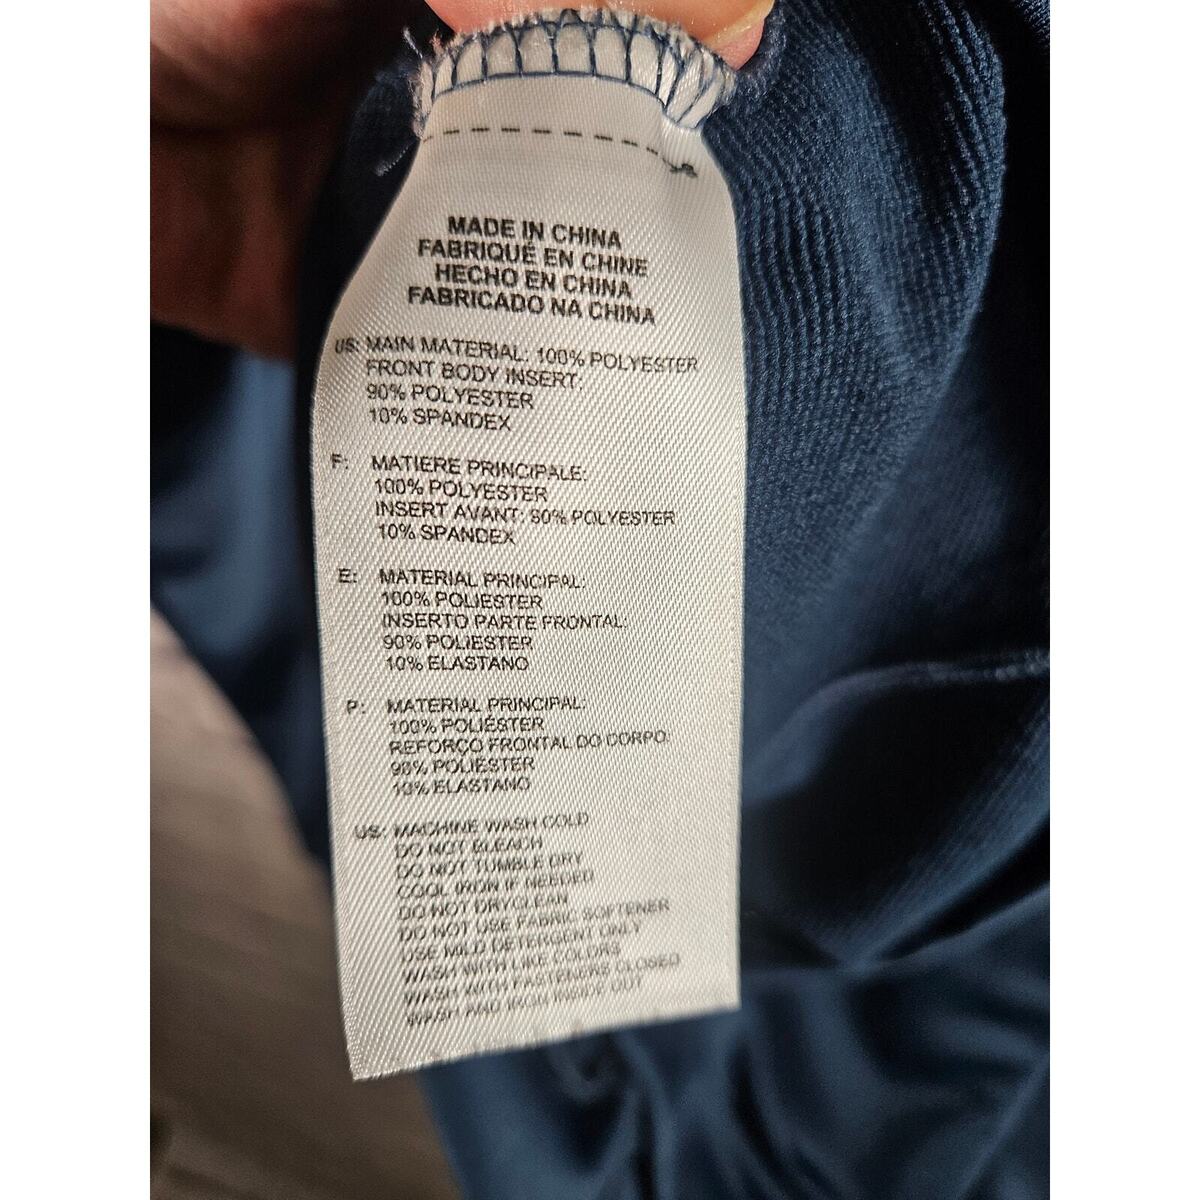 MADE IN CHINA
FABRIQUÉ EN CHINE
HECHO EN CHINA
FABRICADO NA CHINA
US: MAIN MATERIAL: 100% POLYESTER
FRONT BODY INSERT:
90% POLYESTER
10% SPANDEX
F: MATIERE PRINCIPALE:
100% POLYESTER
INSERT AVANT: 90% POLYESTER
10% SPANDEX
E: MATERIAL PRINCIPAL:
100% POLIESTER
INSERTO PARTE FRONTAL:
90% POLIESTER
10% ELASTANO
P: MATERIAL PRINCIPAL:
100% POLIÉSTER
REFORÇO FRONTAL DO CORPO:
90% POLIESTER
10% ELASTANO
US: MACHINE WASH COLD
DO NOT BLEACH
DO NOT TUMBLE DRY
COOL IRON IF NEEDED
DO NOT DRYCLEAN
DO NOT USE FABRIC SOFTENER
USE MILD DETERGENT ONLY
WASH WITH LIKE COLORS
WASH WITH FASTENERS CLOSED
WASH AND IRON INSIDE OUT